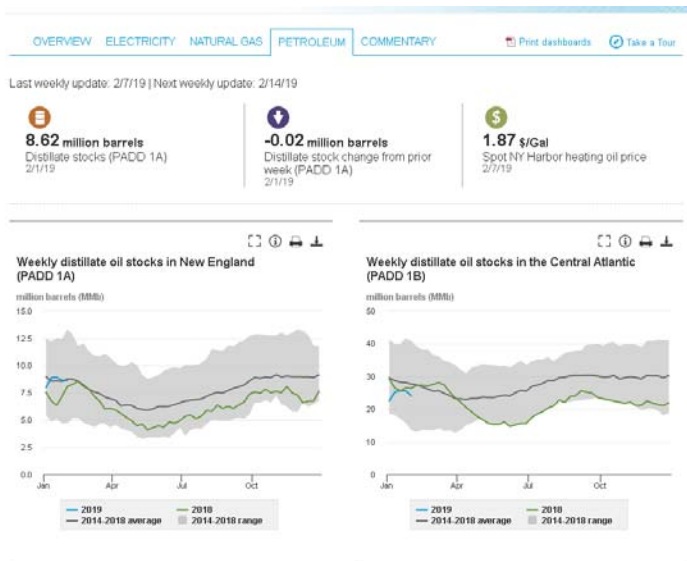 OVERVIEW ELECTRICITY NATURAL GAS PETROLEUM COMMENTARY Print dashboards Take a Tour
Last weekly update: 2/7/19 | Next weekly update: 2/14/19
8.62 million barrels
Distillate stocks (PADD 1A)
2/1/19
-0.02 million barrels
Distillate stock change from prior
week (PADD 1A)
2/1/19
$
1.87 $/Gal
Spot NY Harbor heating oil price
2/7/19
Weekly distillate oil stocks in New England
(PADD 1A)
million barrels (MMb)
15.0
12.5
10.0
7.5
5.0
2.5
0.0
Jan Apr Jul Oct
2019 2018
2014-2018 average 2014-2018 range
Weekly distillate oil stocks in the Central Atlantic
(PADD 1B)
million barrels (MMb)
50
40
30
20
10
0
Jan Apr Jul Oct
2019 2018
2014-2018 average 2014-2018 range